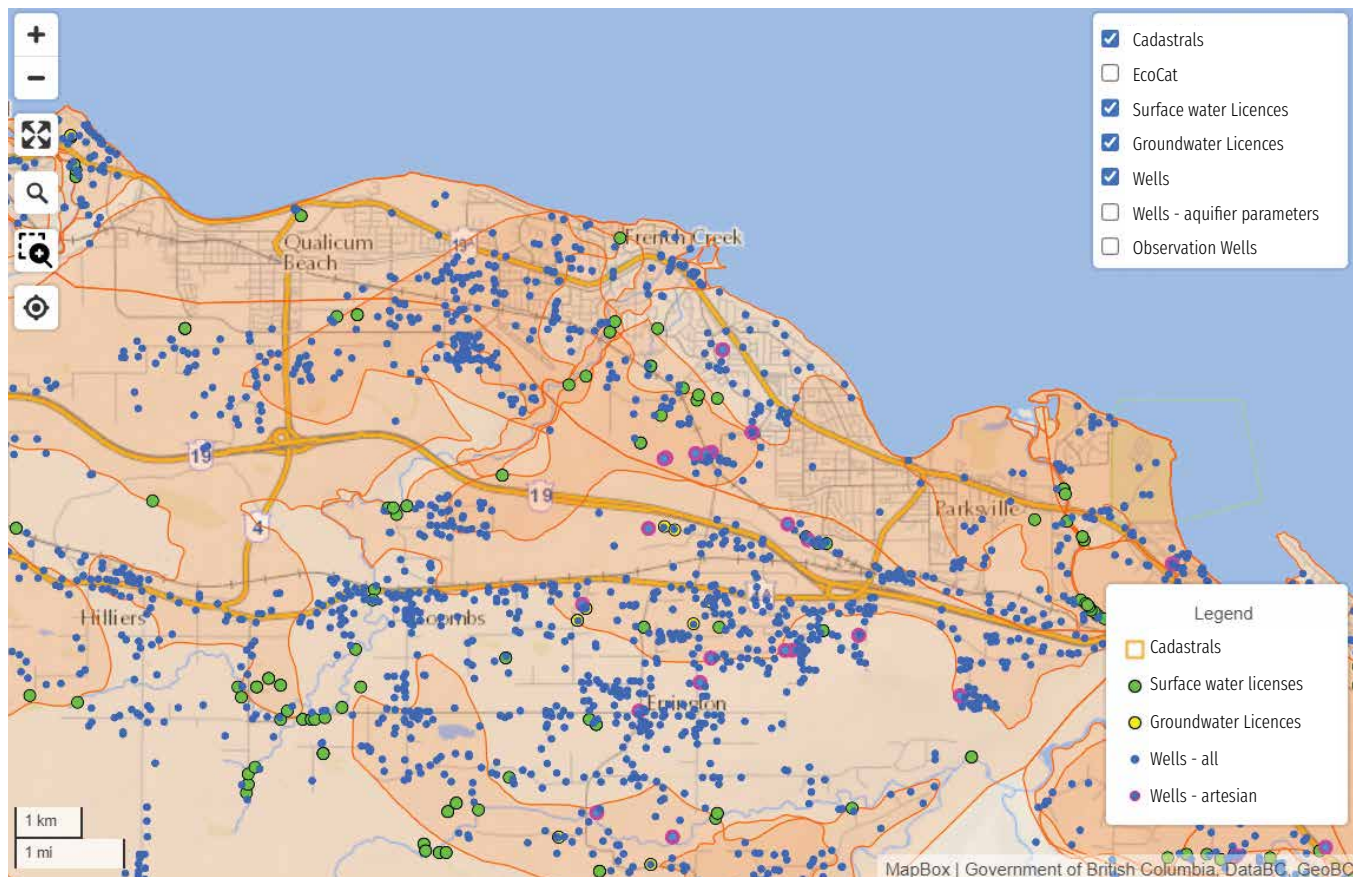 +
−
Cadastrals
EcoCat
Surface water Licences
Groundwater Licences
Wells
Wells - aquifier parameters
Observation Wells
French Creek
Qualicum
Beach
19
19
4
Parksville
Hilliers
Coombs
Errington
Legend
Cadastrals
Surface water licenses
Groundwater Licences
Wells - all
Wells - artesian
1 km
1 mi
MapBox | Government of British Columbia, DataBC, GeoBC